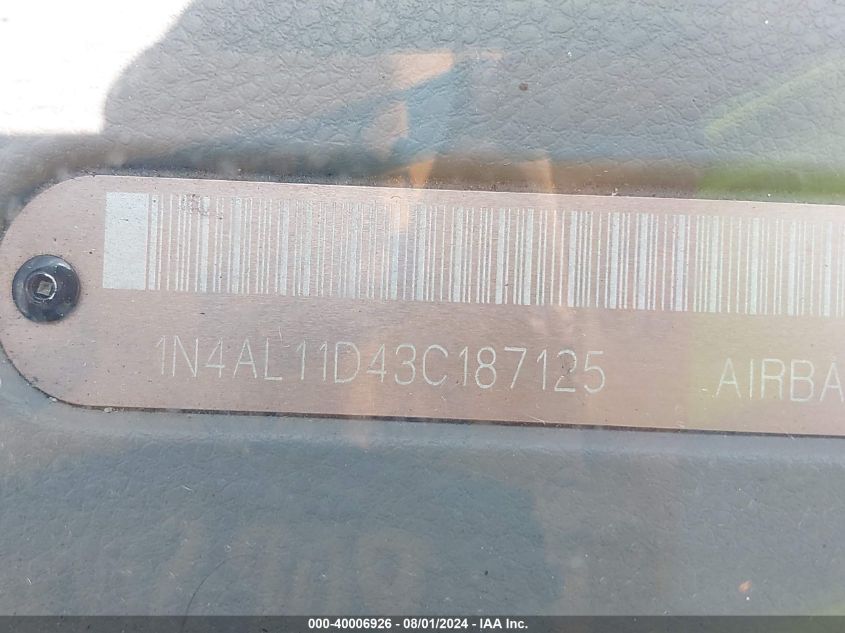 1N4AL11D43C187125 AIRBA
000-40006926 - 08/01/2024 - IAA Inc.